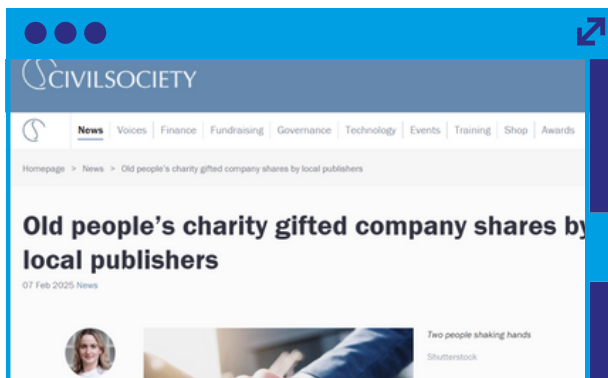 CIVILSOCIETY
News Voices Finance Fundraising Governance Technology Events Training Shop Awards
Homepage > News > Old people's charity gifted company shares by local publishers
Old people's charity gifted company shares by
local publishers
07 Feb 2025 News
Two people shaking hands
Shutterstock